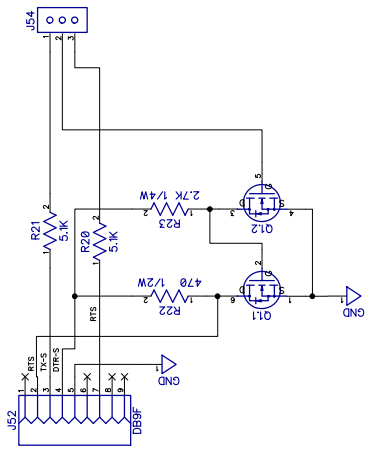 J54
1 2 3
5
G
2.7K 1/4W
D S
2 1 3 4
R23
Q1.2
2
R21
5.1K
2
R20
5.1K
1
1
2
G
470 1/2W
D S
2 1 6 1
R22
Q1.1
1
GND
RTS
RTS
TX-S
DTR-S
1
GND
1 2 3 4 5 6 7 8 9
J52
DB9F